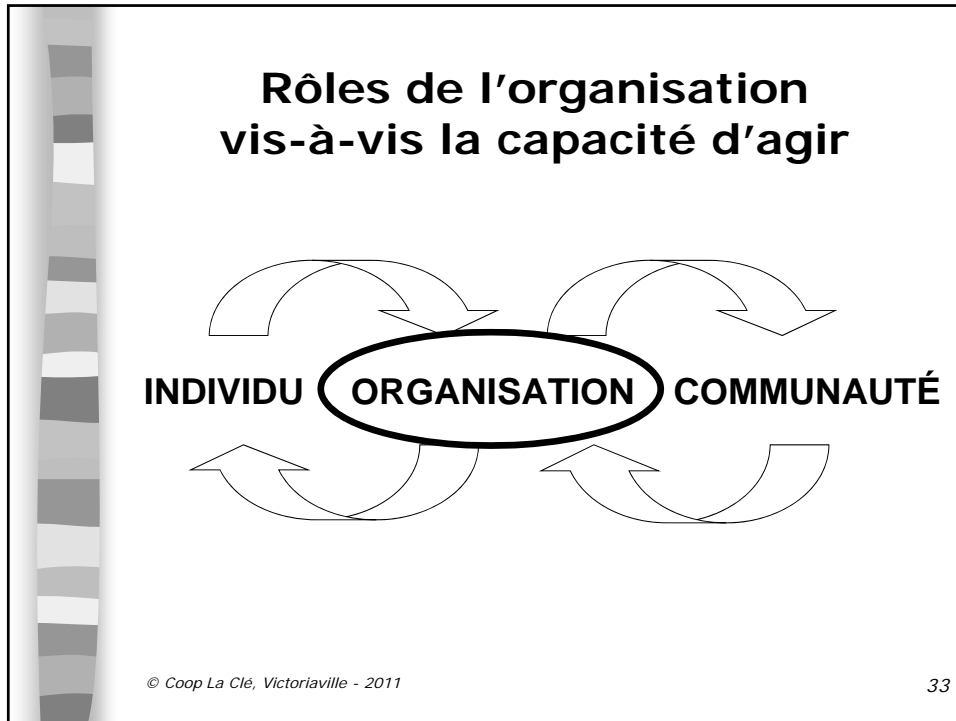 Rôles de l’organisation
vis-à-vis la capacité d’agir
INDIVIDU ORGANISATION COMMUNAUTÉ
© Coop La Clé, Victoriaville - 2011 33